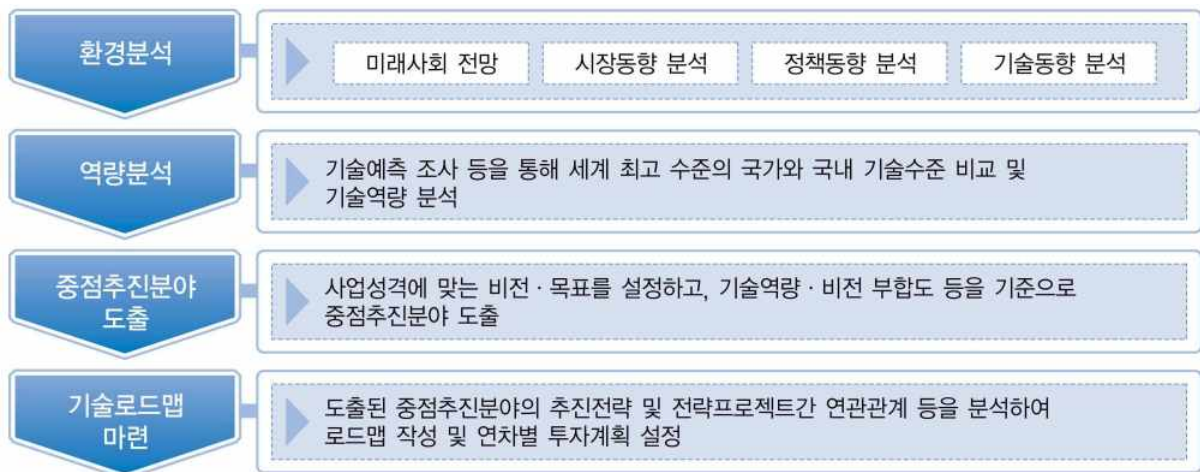 환경분석
미래사회 전망
시장동향 분석
정책동향 분석
기술동향 분석
역량분석
기술예측 조사 등을 통해 세계 최고 수준의 국가와 국내 기술수준 비교 및
기술역량 분석
중점추진분야
도출
사업성격에 맞는 비전 · 목표를 설정하고, 기술역량 · 비전 부합도 등을 기준으로
중점추진분야 도출
기술로드맵
마련
도출된 중점추진분야의 추진전략 및 전략프로젝트간 연관관계 등을 분석하여
로드맵 작성 및 연차별 투자계획 설정